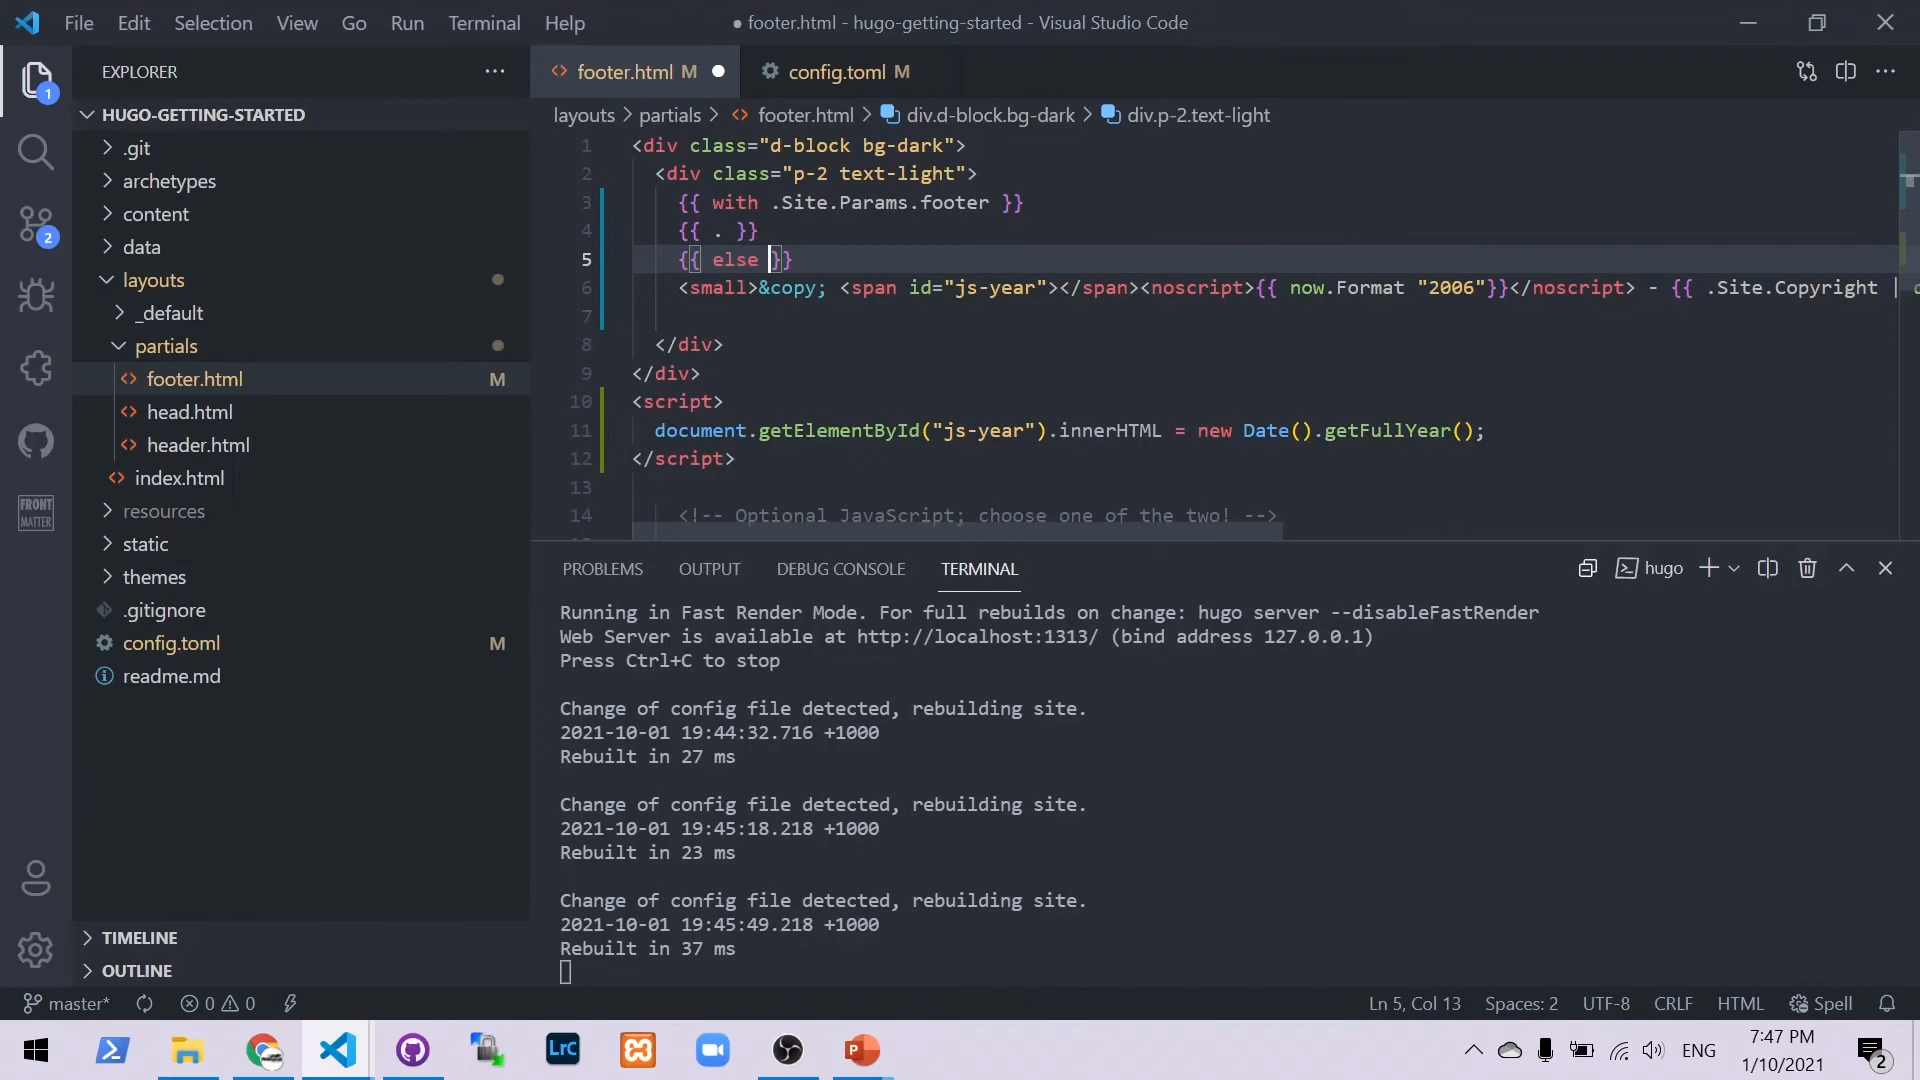 File Edit Selection View Go Run Terminal Help
● footer.html - hugo-getting-started - Visual Studio Code
EXPLORER
footer.html M
config.toml M
1
HUGO-GETTING-STARTED
layouts > partials > footer.html > div.d-block.bg-dark > div.p-2.text-light
.git
archetypes
content
2
data
layouts
_default
partials
footer.html M
head.html
header.html
index.html
FRONT MATTER
resources
static
themes
.gitignore
config.toml M
readme.md
TIMELINE
OUTLINE
1 <div class="d-block bg-dark">
2 <div class="p-2 text-light">
3 {{ with .Site.Params.footer }}
4 {{ . }}
5 {{ else }}
6 <small>&copy; <span id="js-year"></span><noscript>{{ now.Format "2006"}}</noscript> - {{ .Site.Copyright |
7
8 </div>
9 </div>
10 <script>
11 document.getElementById("js-year").innerHTML = new Date().getFullYear();
12 </script>
13
14 <!-- Optional JavaScript; choose one of the two! -->
PROBLEMS OUTPUT DEBUG CONSOLE TERMINAL
hugo
Running in Fast Render Mode. For full rebuilds on change: hugo server --disableFastRender
Web Server is available at http://localhost:1313/ (bind address 127.0.0.1)
Press Ctrl+C to stop
Change of config file detected, rebuilding site.
2021-10-01 19:44:32.716 +1000
Rebuilt in 27 ms
Change of config file detected, rebuilding site.
2021-10-01 19:45:18.218 +1000
Rebuilt in 23 ms
Change of config file detected, rebuilding site.
2021-10-01 19:45:49.218 +1000
Rebuilt in 37 ms
master* 0 0 Ln 5, Col 13 Spaces: 2 UTF-8 CRLF HTML Spell
LrC
P
ENG
7:47 PM
1/10/2021
2